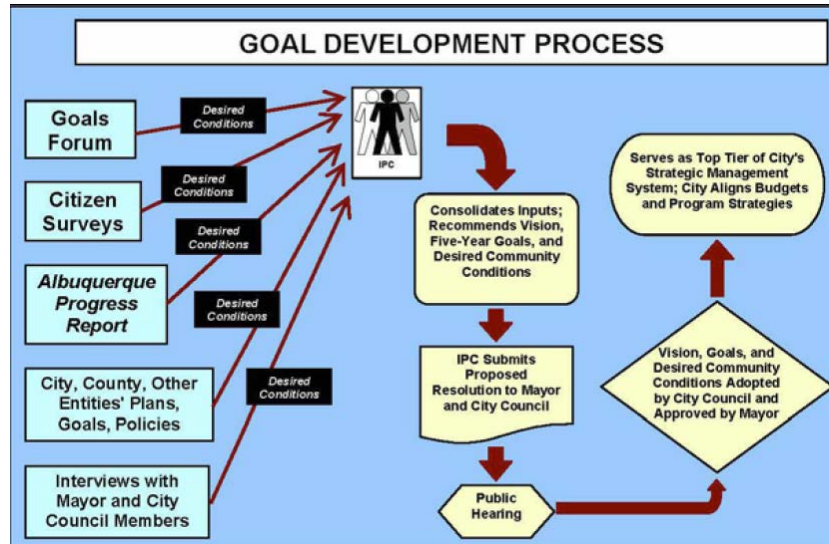 GOAL DEVELOPMENT PROCESS
Goals
Forum
Desired
Conditions
Citizen
Surveys
Desired
Conditions
Albuquerque
Progress
Report
Desired
Conditions
City, County, Other
Entities' Plans,
Goals, Policies
Desired
Conditions
Interviews with
Mayor and City
Council Members
Desired
Conditions
IPC
Consolidates Inputs;
Recommends Vision,
Five-Year Goals, and
Desired Community
Conditions
IPC Submits
Proposed
Resolution to Mayor
and City Council
Public
Hearing
Vision, Goals, and
Desired Community
Conditions Adopted
by City Council and
Approved by Mayor
Serves as Top Tier of City's
Strategic Management
System; City Aligns Budgets
and Program Strategies